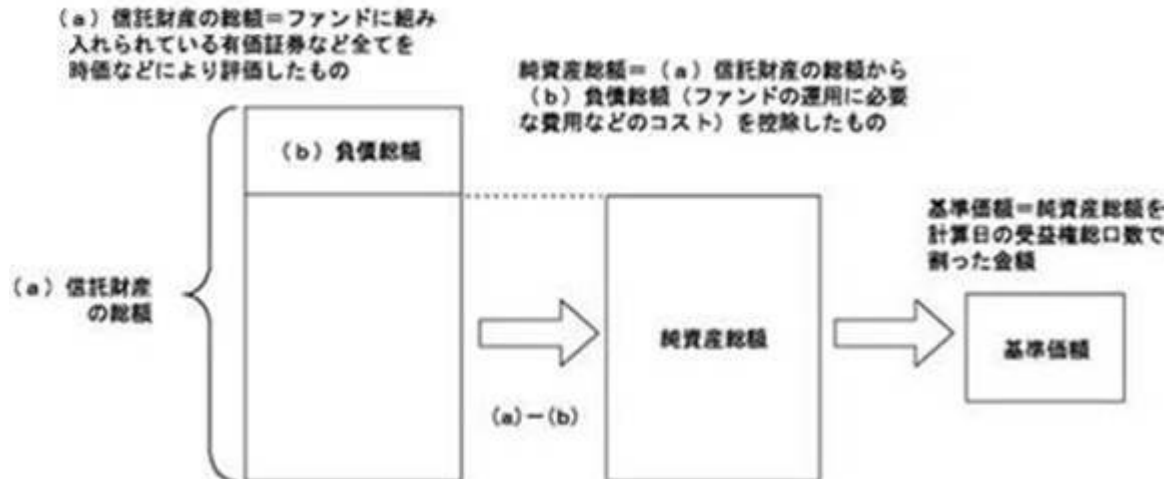 (a)信託財産の総額=ファンドに組み
入れられている有価証券など全てを
時価などにより評価したもの
純資産総額=(a)信託財産の総額から
(b)負債総額(ファンドの運用に必要
な費用などのコスト)を控除したもの
(b)負債総額
基準価額=純資産総額を
計算日の受益権総口数で
割った金額
(a)信託財産
の総額
純資産総額
基準価額
(a)-(b)